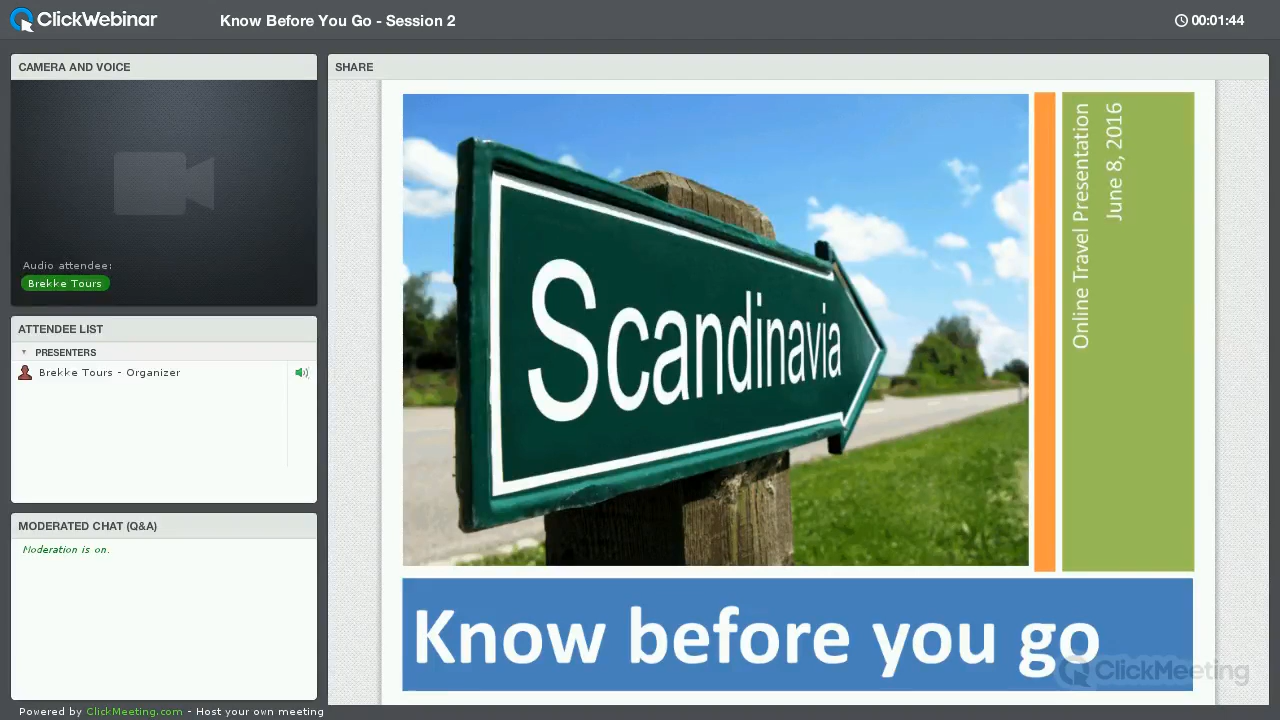 ClickWebinar
Know Before You Go - Session 2
00:01:44
CAMERA AND VOICE
Audio attendee:
Brekke Tours
ATTENDEE LIST
PRESENTERS
Brekke Tours - Organizer
MODERATED CHAT (Q&A)
Moderation is on.
Powered by ClickMeeting.com - Host your own meeting
SHARE
Scandinavia
Online Travel Presentation
June 8, 2016
Know before you go
ClickMeeting